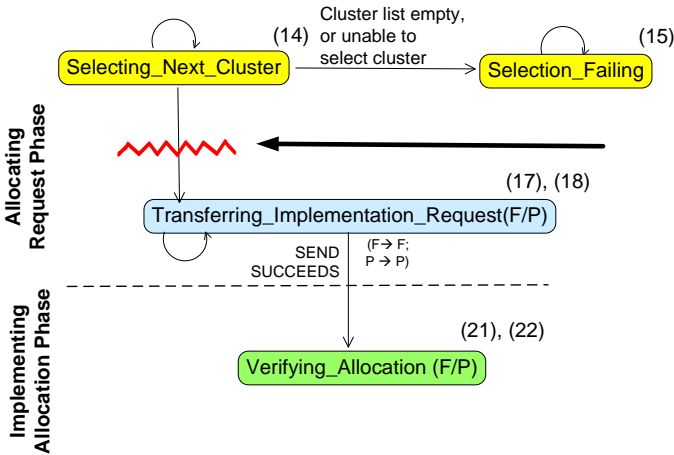 Cluster list empty,
or unable to
select cluster
(14)
(15)
Selecting_Next_Cluster
Selection_Failing
Allocating
Request Phase
(17), (18)
Transferring_Implementation_Request(F/P)
SEND
SUCCEEDS
(F→ F;
P → P)
Implementing
Allocation Phase
(21), (22)
Verifying_Allocation (F/P)